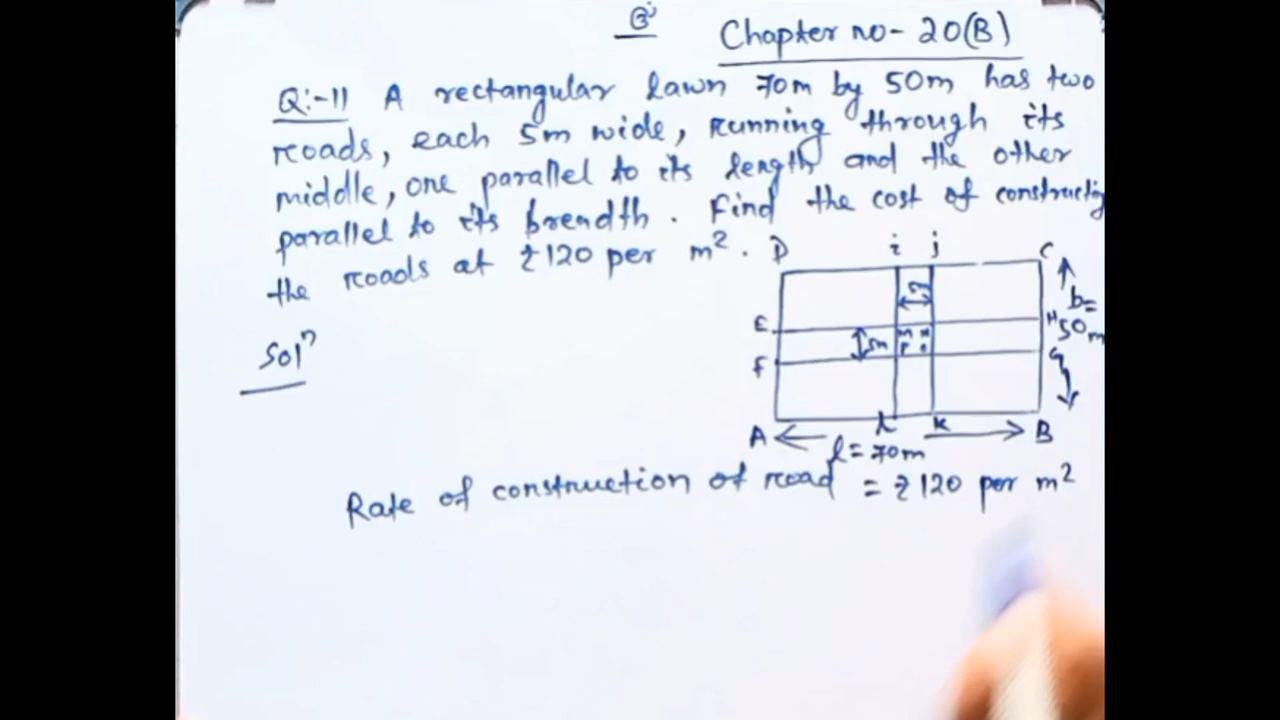 Q:
Chapter no- 20(B)
Q:-11 A rectangular lawn 70m by 50m has two
roads, each 5m wide, running through its
middle, one parallel to its length and the other
parallel to its breadth. Find the cost of constructing
the roads at ₹120 per m².
D i j C
b=
50m
5m
E H
m n
5m
P o
F G
Solⁿ
A l k B
l=70m
Rate of construction of road = ₹120 per m²